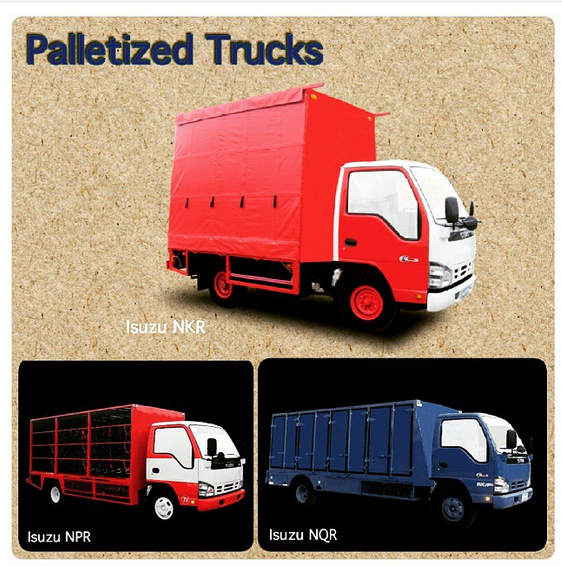 Palletized Trucks
Isuzu NKR
Isuzu NPR
Isuzu NQR